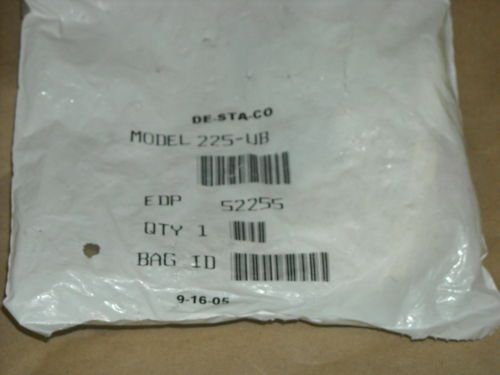 DE-STA-CO
MODEL 225-UB
EDP 52255
QTY 1
BAG ID
9-16-05